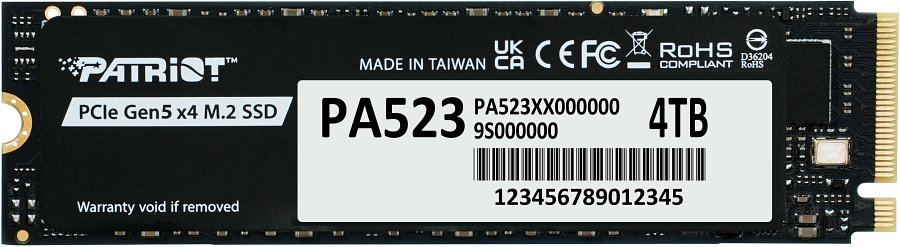 PATRIOT™
PCIe Gen5 x4 M.2 SSD
Warranty void if removed
MADE IN TAIWAN
UK
CA
CE FC
RoHS
COMPLIANT
D36204
RoHS
PA523
PA523XX000000
9S000000
4TB
123456789012345